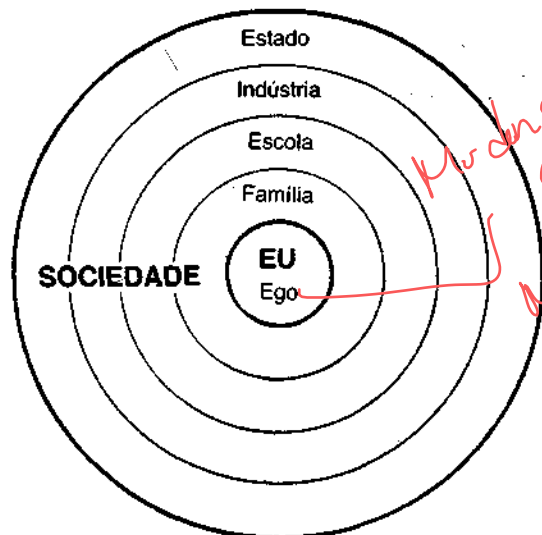 Estado
Indústria
Escola
Família
EU
SOCIEDADE
Ego